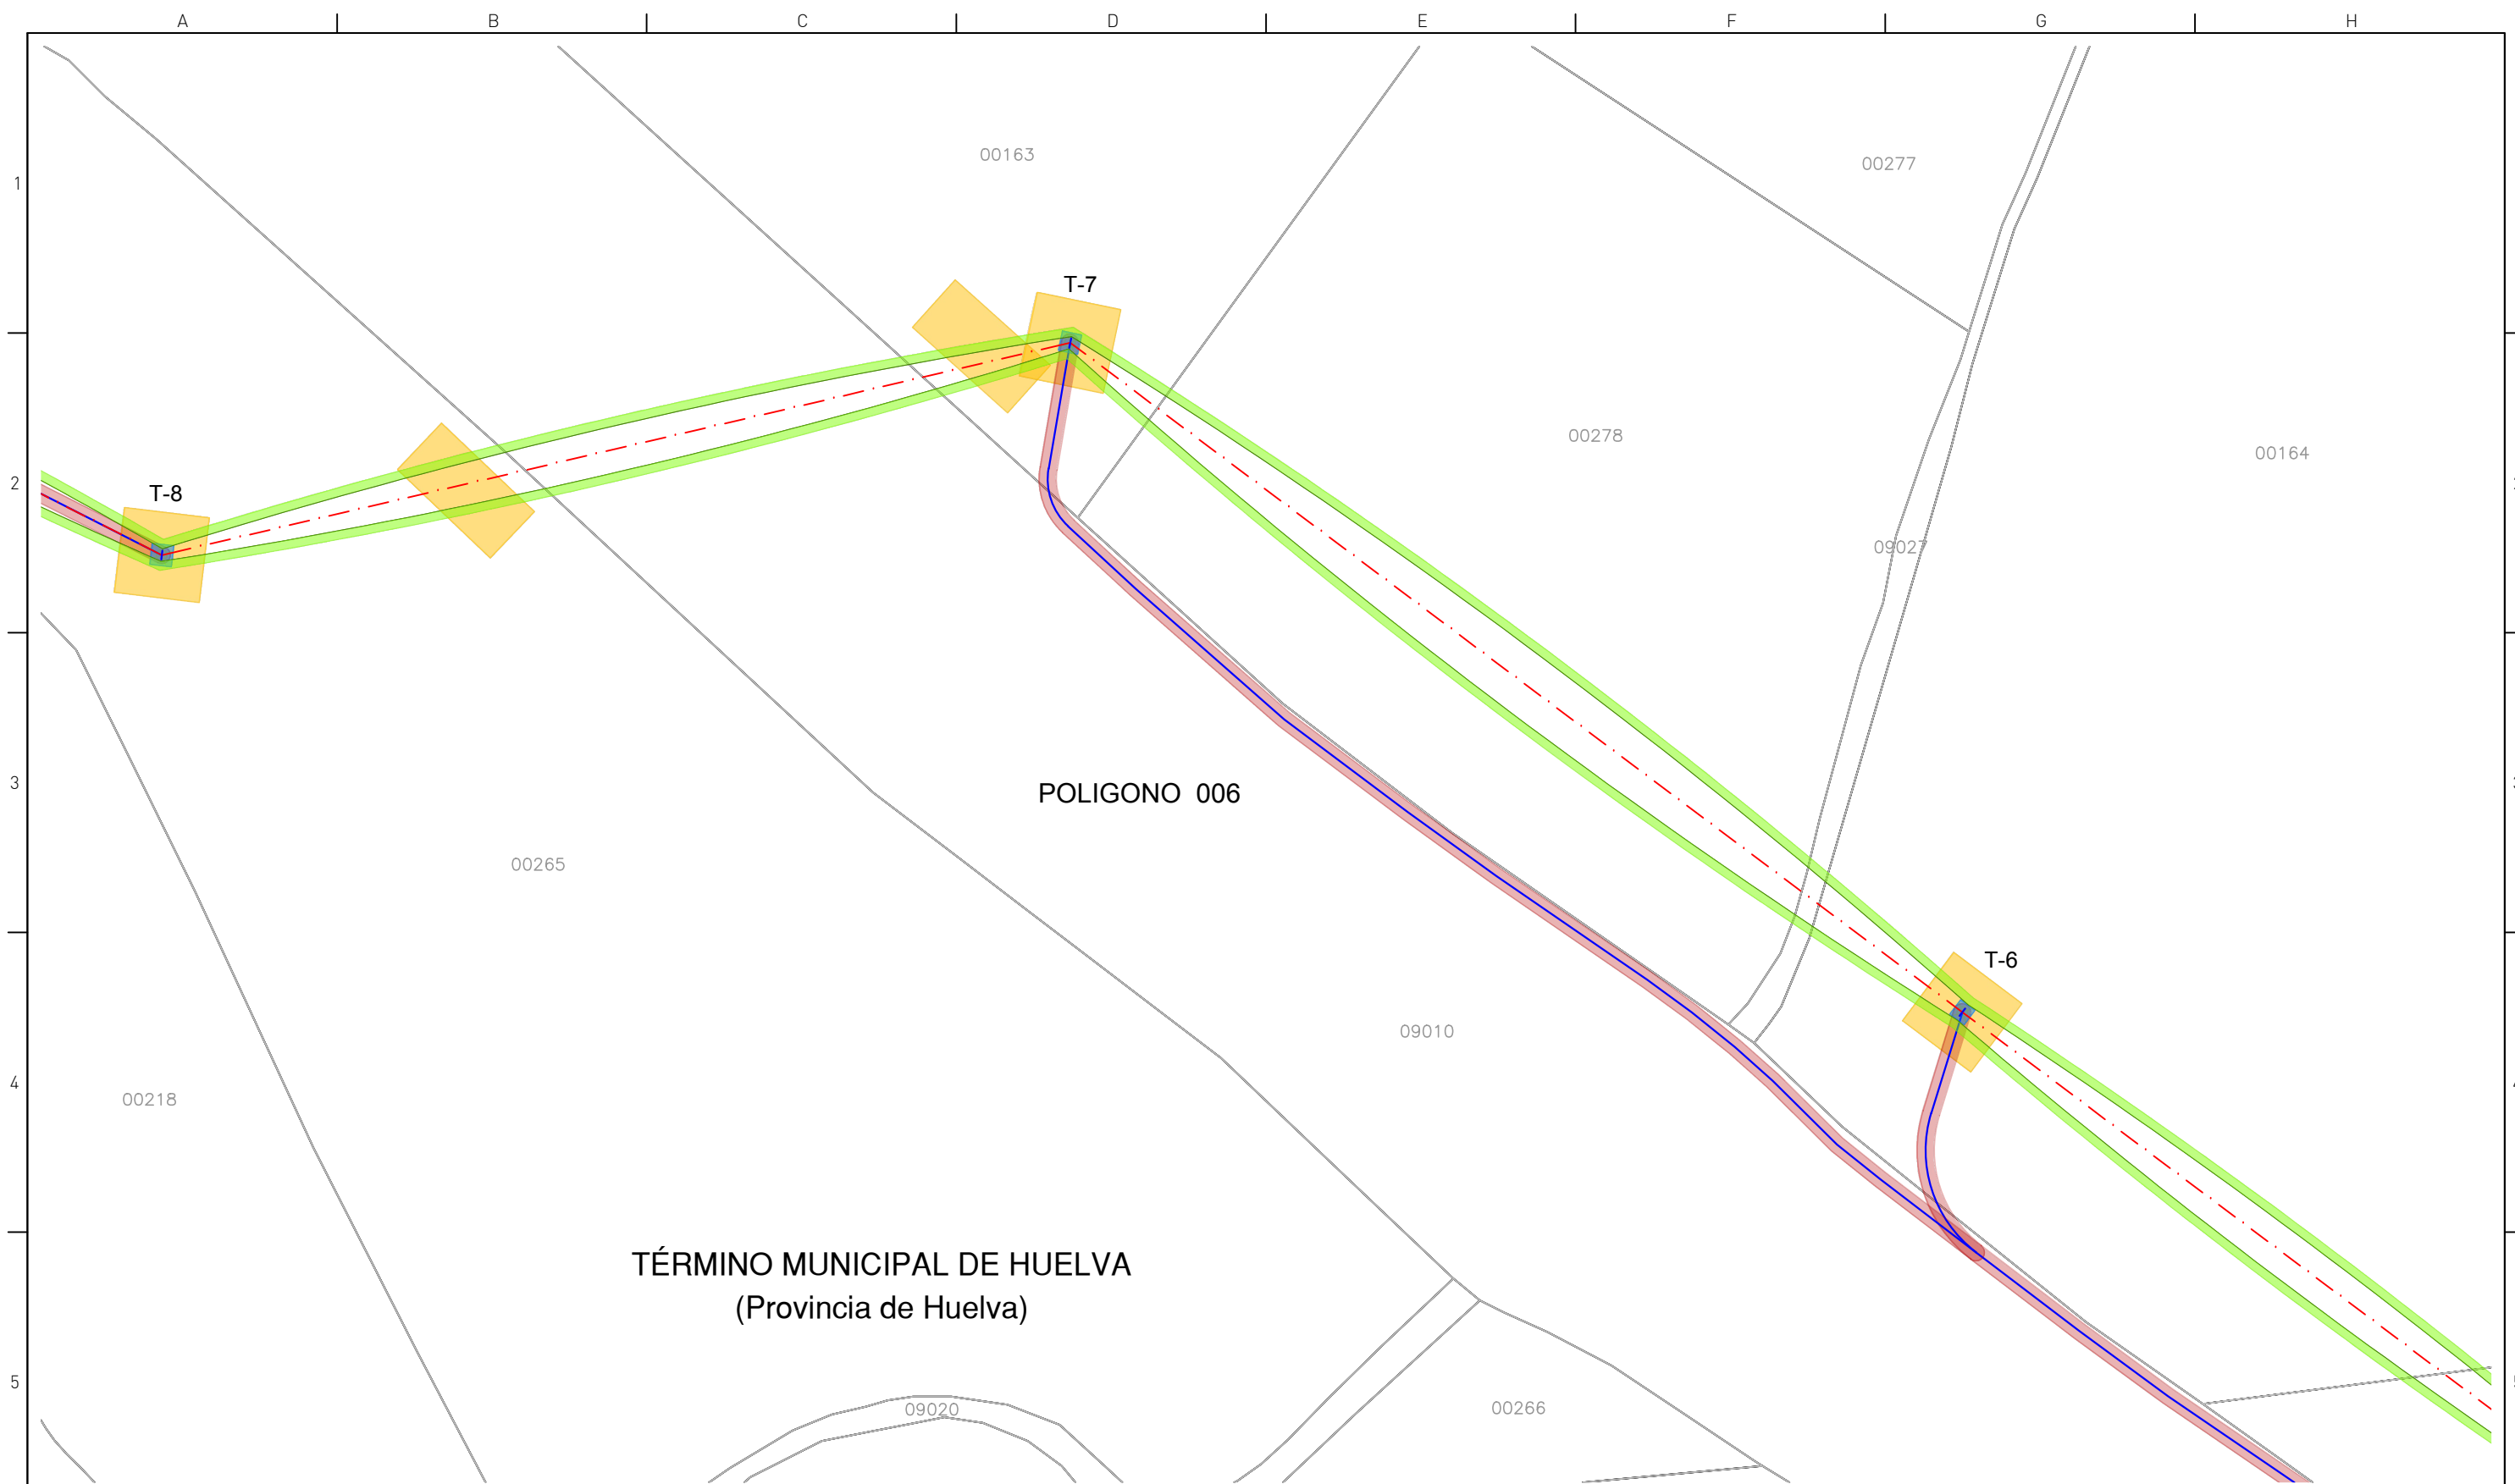 A B C D E F G H
1
00163
00277
T-7
00278
00164
2
T-8
09027
3
POLIGONO 006
00265
T-6
09010
4
00218
TÉRMINO MUNICIPAL DE HUELVA
(Provincia de Huelva)
5
09020
00266